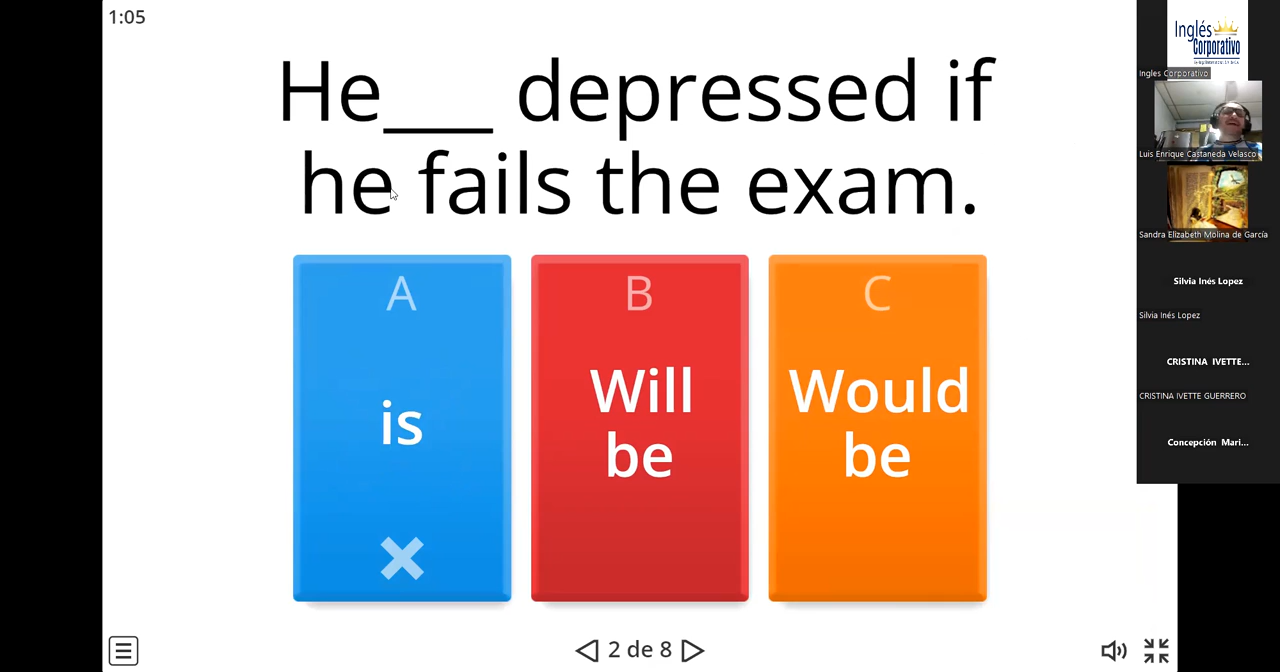 1:05
He___ depressed if
he fails the exam.
A
is
B
Will
be
C
Would
be
2 de 8
Inglés
Corporativo
Ingles Corporativo
Luis Enrique Castaneda Velasco
Sandra Elizabeth Molina de García
Silvia Inés Lopez
Silvia Inés Lopez
CRISTINA IVETTE...
CRISTINA IVETTE GUERRERO
Concepción Mari...